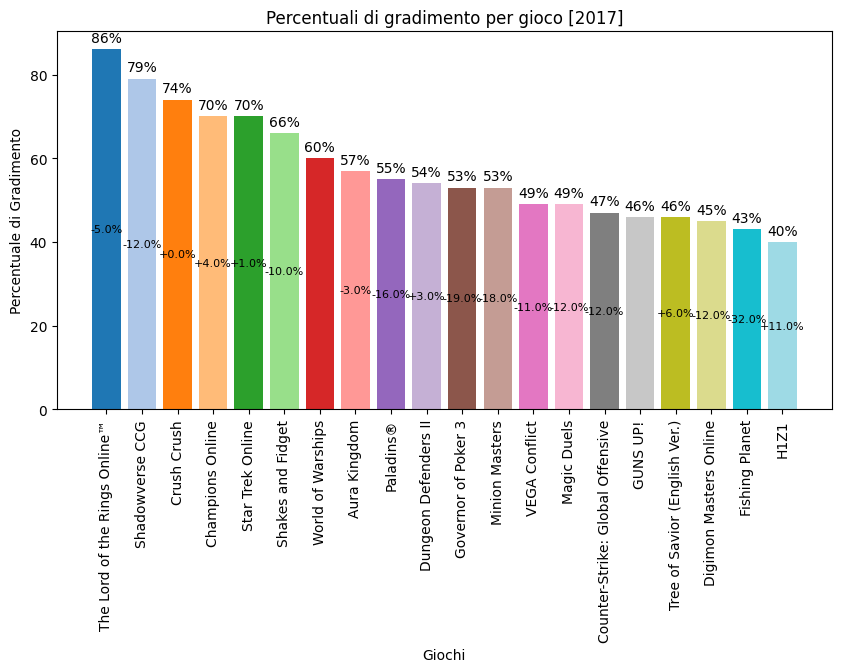 Percentuali di gradimento per gioco [2017]
Percentuale di Gradimento
80
60
40
20
0
86%
79%
74%
70%
70%
66%
60%
57%
55%
54%
53%
53%
49%
49%
47%
46%
46%
45%
43%
40%
-5.0%
-12.0%
+0.0%
+4.0%
+1.0%
-10.0%
-3.0%
-16.0%
+3.0%
-19.0%
-18.0%
-11.0%
-12.0%
-12.0%
+6.0%
-12.0%
-32.0%
+11.0%
The Lord of the Rings Online™
Shadowverse CCG
Crush Crush
Champions Online
Star Trek Online
Shakes and Fidget
World of Warships
Aura Kingdom
Paladins®
Dungeon Defenders II
Governor of Poker 3
Minion Masters
VEGA Conflict
Magic Duels
Counter-Strike: Global Offensive
GUNS UP!
Tree of Savior (English Ver.)
Digimon Masters Online
Fishing Planet
H1Z1
Giochi